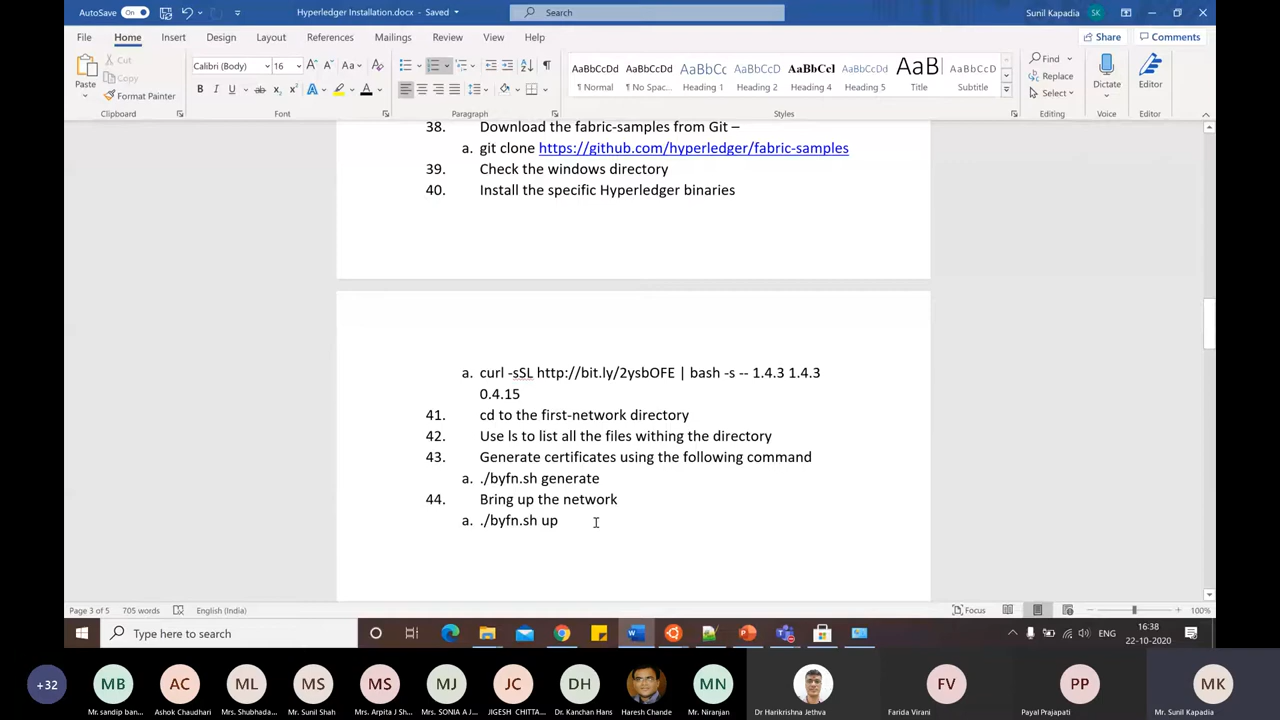 AutoSave On Hyperledger Installation.docx - Saved Search Sunil Kapadia SK
File Home Insert Design Layout References Mailings Review View Help Share Comments
Paste Cut Copy Format Painter Clipboard
Calibri (Body) 16 Font
Paragraph
AaBbCcDd AaBbCcDd AaBbCc AaBbCcDd AaBbCcI AaBbCcDd AaB AaBbCcDd
¶ Normal ¶ No Spac... Heading 1 Heading 2 Heading 4 Heading 5 Title Subtitle
Styles
Find Replace Select Editing
Dictate Voice
Editor Editor
38. Download the fabric-samples from Git –
a. git clone https://github.com/hyperledger/fabric-samples
39. Check the windows directory
40. Install the specific Hyperledger binaries
a. curl -sSL http://bit.ly/2ysbOFE | bash -s -- 1.4.3 1.4.3
0.4.15
41. cd to the first-network directory
42. Use ls to list all the files withing the directory
43. Generate certificates using the following command
a. ./byfn.sh generate
44. Bring up the network
a. ./byfn.sh up
Page 3 of 5 705 words English (India) Focus 100%
Type here to search ENG 16:38
22-10-2020
+32 MB AC ML MS MS MJ JC DH MN FV PP MK
Mr. sandip ban... Ashok Chaudhari Mrs. Shubhada... Mr. Sunil Shah Mrs. Arpita J Sh... Mrs. SONIA A J... JIGESH CHITTA... Dr. Kanchan Hans Haresh Chande Mr. Niranjan Dr Harikrishna Jethva Farida Virani Payal Prajapati Mr. Sunil Kapadia